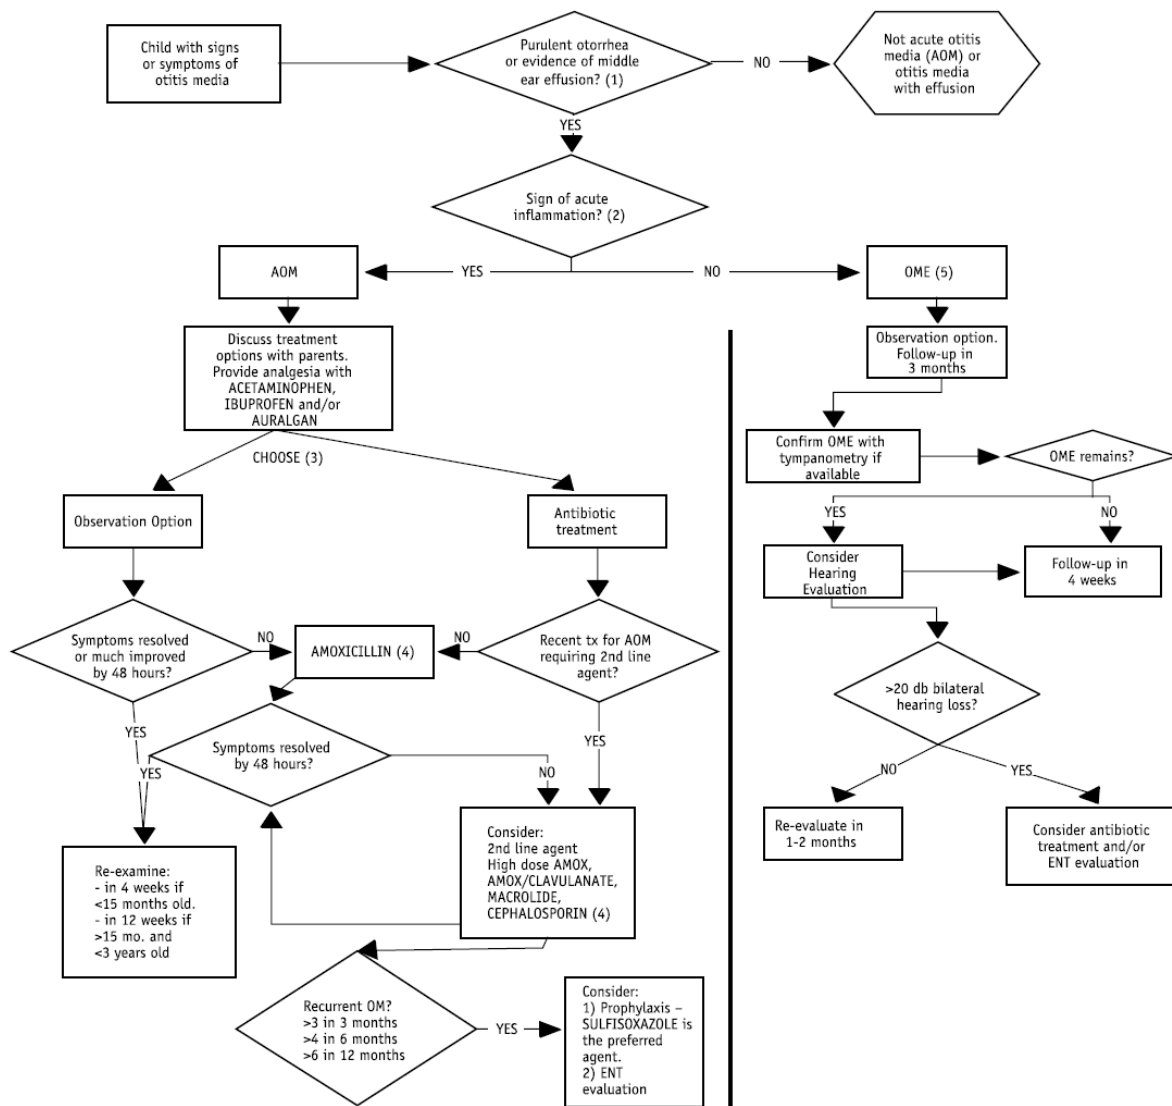 Child with signs
or symptoms of
otitis media
Purulent otorrhea
or evidence of middle
ear effusion? (1)
NO
Not acute otitis
media (AOM) or
otitis media
with effusion
YES
Sign of acute
inflammation? (2)
AOM
YES
NO
OME (5)
Discuss treatment
options with parents.
Provide analgesia with
ACETAMINOPHEN,
IBUPROFEN and/or
AURALGAN
CHOOSE (3)
Observation Option
Antibiotic
treatment
Symptoms resolved
or much improved
by 48 hours?
NO
AMOXICILLIN (4)
NO
Recent tx for AOM
requiring 2nd line
agent?
YES
YES
Symptoms resolved
by 48 hours?
NO
YES
Re-examine:
- in 4 weeks if
<15 months old.
- in 12 weeks if
>15 mo. and
<3 years old
Consider:
2nd line agent
High dose AMOX,
AMOX/CLAVULANATE,
MACROLIDE,
CEPHALOSPORIN (4)
Recurrent OM?
>3 in 3 months
>4 in 6 months
>6 in 12 months
YES
Consider:
1) Prophylaxis –
SULFISOXAZOLE is
the preferred
agent.
2) ENT
evaluation
Observation option.
Follow-up in
3 months
Confirm OME with
tympanometry if
available
OME remains?
YES
NO
Consider
Hearing
Evaluation
Follow-up in
4 weeks
>20 db bilateral
hearing loss?
NO
YES
Re-evaluate in
1-2 months
Consider antibiotic
treatment and/or
ENT evaluation